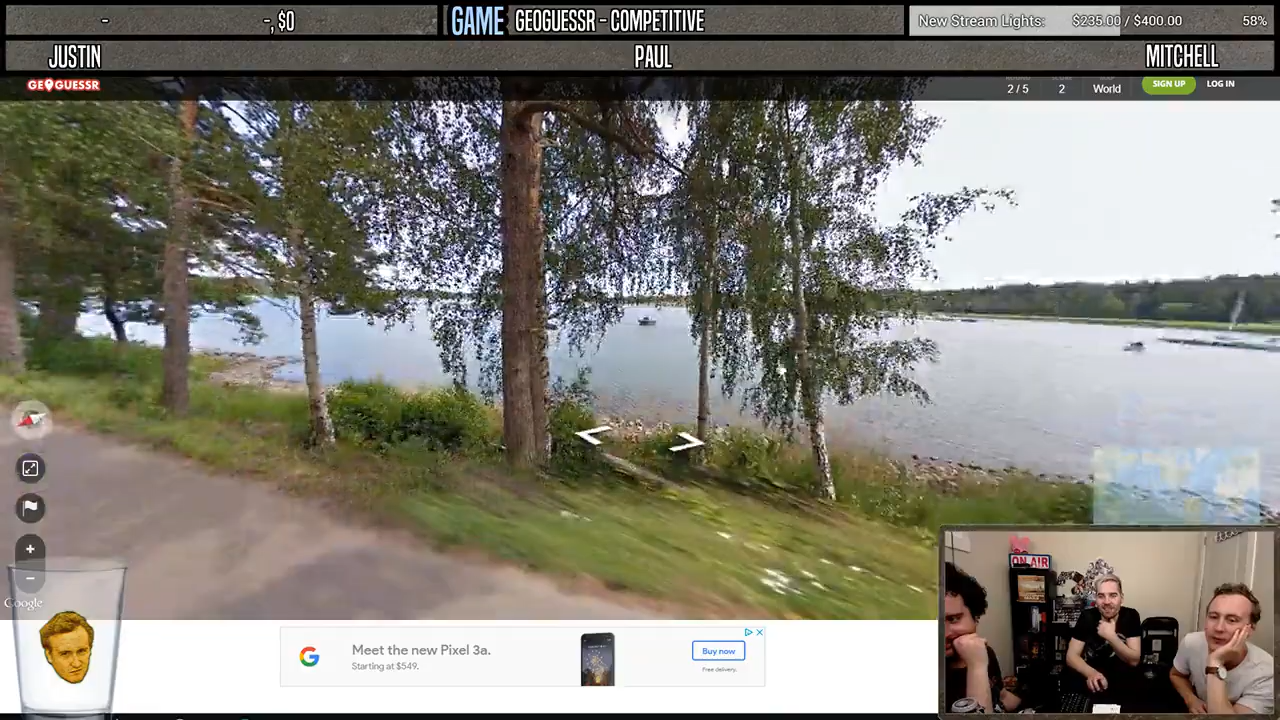 -
-, $0
GAME GEOGUESSR - COMPETITIVE
New Stream Lights: $235.00 / $400.00 58%
JUSTIN
PAUL
MITCHELL
GEOGUESSR
2 / 5
2
World
SIGN UP
LOG IN
Google
Meet the new Pixel 3a.
Starting at $549.
Buy now
Free delivery.
ON AIR